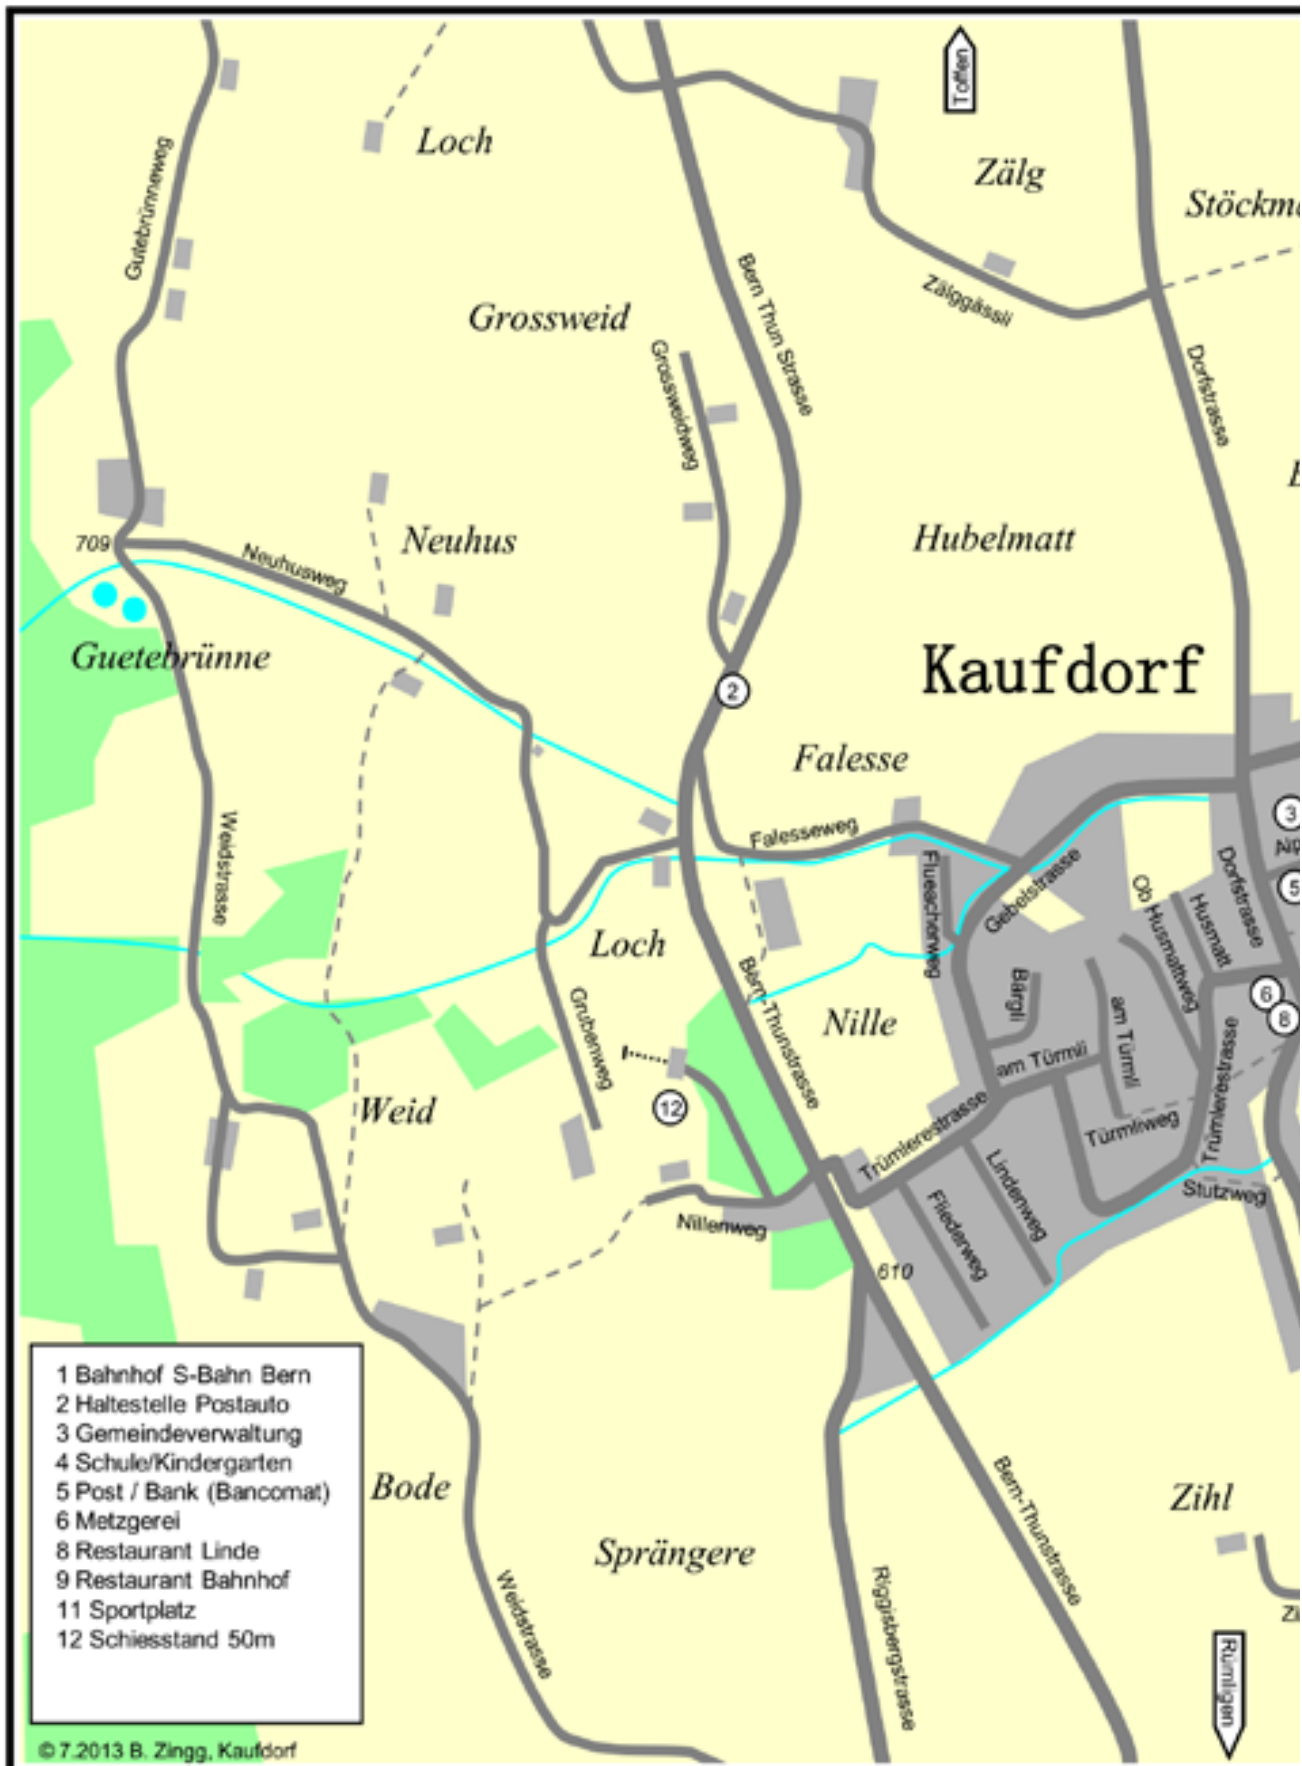 Toffen
Loch
Zälg
Gutebrünneweg
Bern Thun Strasse
Zälggässli
Grossweid
Grossweidweg
Dorfstrasse
709
Neuhusweg
Neuhus
Hubelmatt
Guetebrünne
Kaufdorf
2
Falesse
Weidstrasse
Falesseweg
3
5
Flueacherweg
Gebelstrasse
Ob Husmattweg
Husmatt
Dorfstrasse
Loch
Bern-Thunstrasse
Bärgli
am Türmli
6
8
Grubenweg
Nille
am Türmli
Trümlerestrasse
12
Weid
Trümlerestrasse
Türmliweg
Lindenweg
Fliederweg
Stutzweg
Nillenweg
610
1 Bahnhof S-Bahn Bern
2 Haltestelle Postauto
3 Gemeindeverwaltung
4 Schule/Kindergarten
5 Post / Bank (Bancomat)
6 Metzgerei
8 Restaurant Linde
9 Restaurant Bahnhof
11 Sportplatz
12 Schiesstand 50m
Bode
Sprängere
Zihl
Bern-Thunstrasse
Weidstrasse
Riggisbergstrasse
Rümligen
© 7.2013 B. Zingg, Kaufdorf